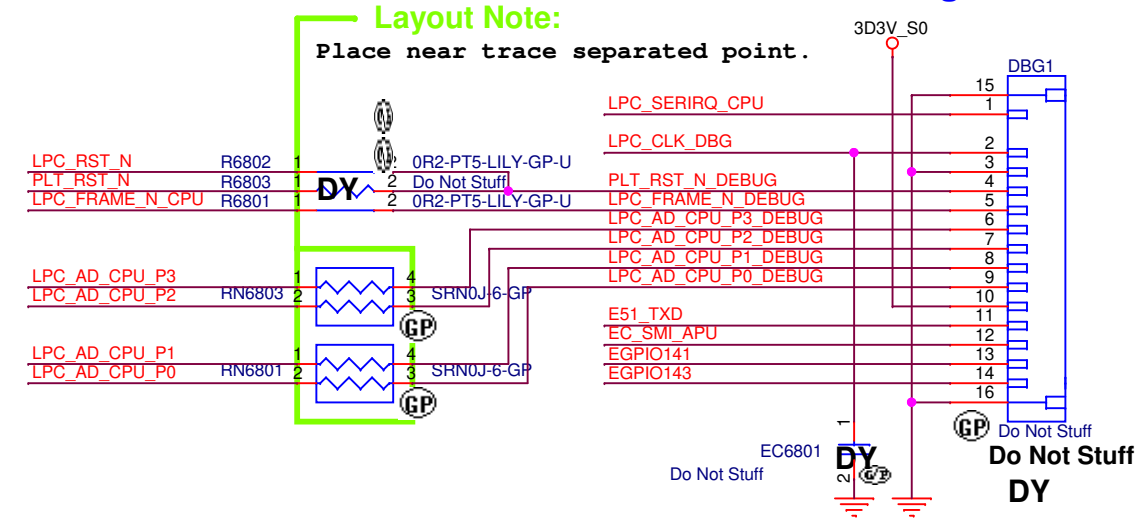 Layout Note:
Place near trace separated point.
3D3V_S0
DBG1
15
LPC_SERIRQ_CPU 1
LPC_CLK_DBG 2
3
LPC_RST_N R6802 1 2 0R2-PT5-LILY-GP-U
PLT_RST_N R6803 1 DY 2 Do Not Stuff
LPC_FRAME_N_CPU R6801 1 2 0R2-PT5-LILY-GP-U
PLT_RST_N_DEBUG 4
LPC_FRAME_N_DEBUG 5
LPC_AD_CPU_P3_DEBUG 6
LPC_AD_CPU_P2_DEBUG 7
LPC_AD_CPU_P1_DEBUG 8
LPC_AD_CPU_P0_DEBUG 9
10
E51_TXD 11
EC_SMI_APU 12
EGPIO141 13
EGPIO143 14
16
LPC_AD_CPU_P3 1 4
LPC_AD_CPU_P2 RN6803 2 3 SRN0J-6-GP
GP
LPC_AD_CPU_P1 1 4
LPC_AD_CPU_P0 RN6801 2 3 SRN0J-6-GP
GP
1
EC6801 DY
Do Not Stuff 2 G/P
GP Do Not Stuff
Do Not Stuff
DY